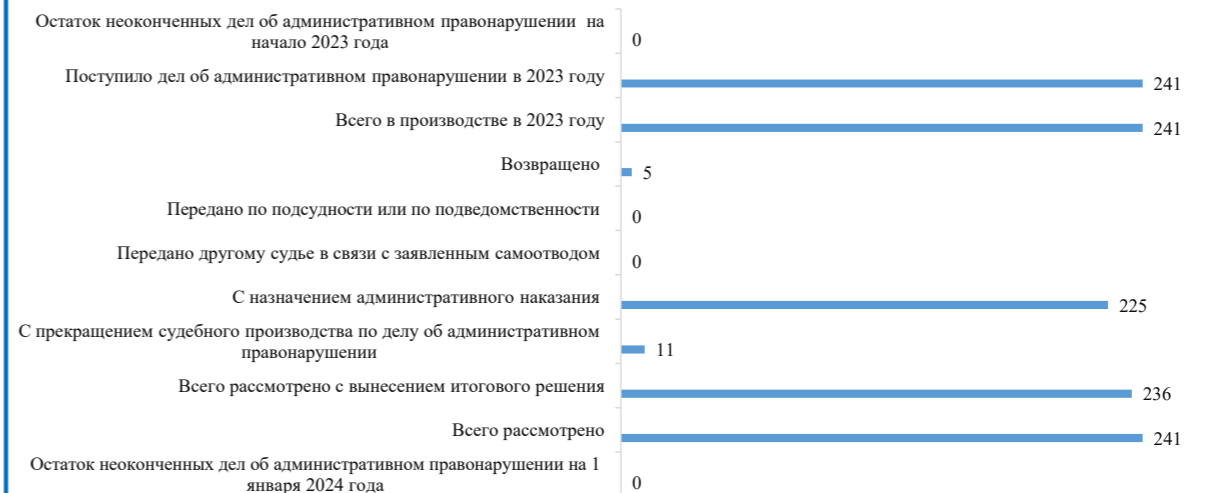 Остаток неоконченных дел об административном правонарушении на
начало 2023 года
0
Поступило дел об административном правонарушении в 2023 году
241
Всего в производстве в 2023 году
241
Возвращено
5
Передано по подсудности или по подведомственности
0
Передано другому судье в связи с заявленным самоотводом
0
С назначением административного наказания
225
С прекращением судебного производства по делу об административном
правонарушении
11
Всего рассмотрено с вынесением итогового решения
236
Всего рассмотрено
241
Остаток неоконченных дел об административном правонарушении на 1
января 2024 года
0